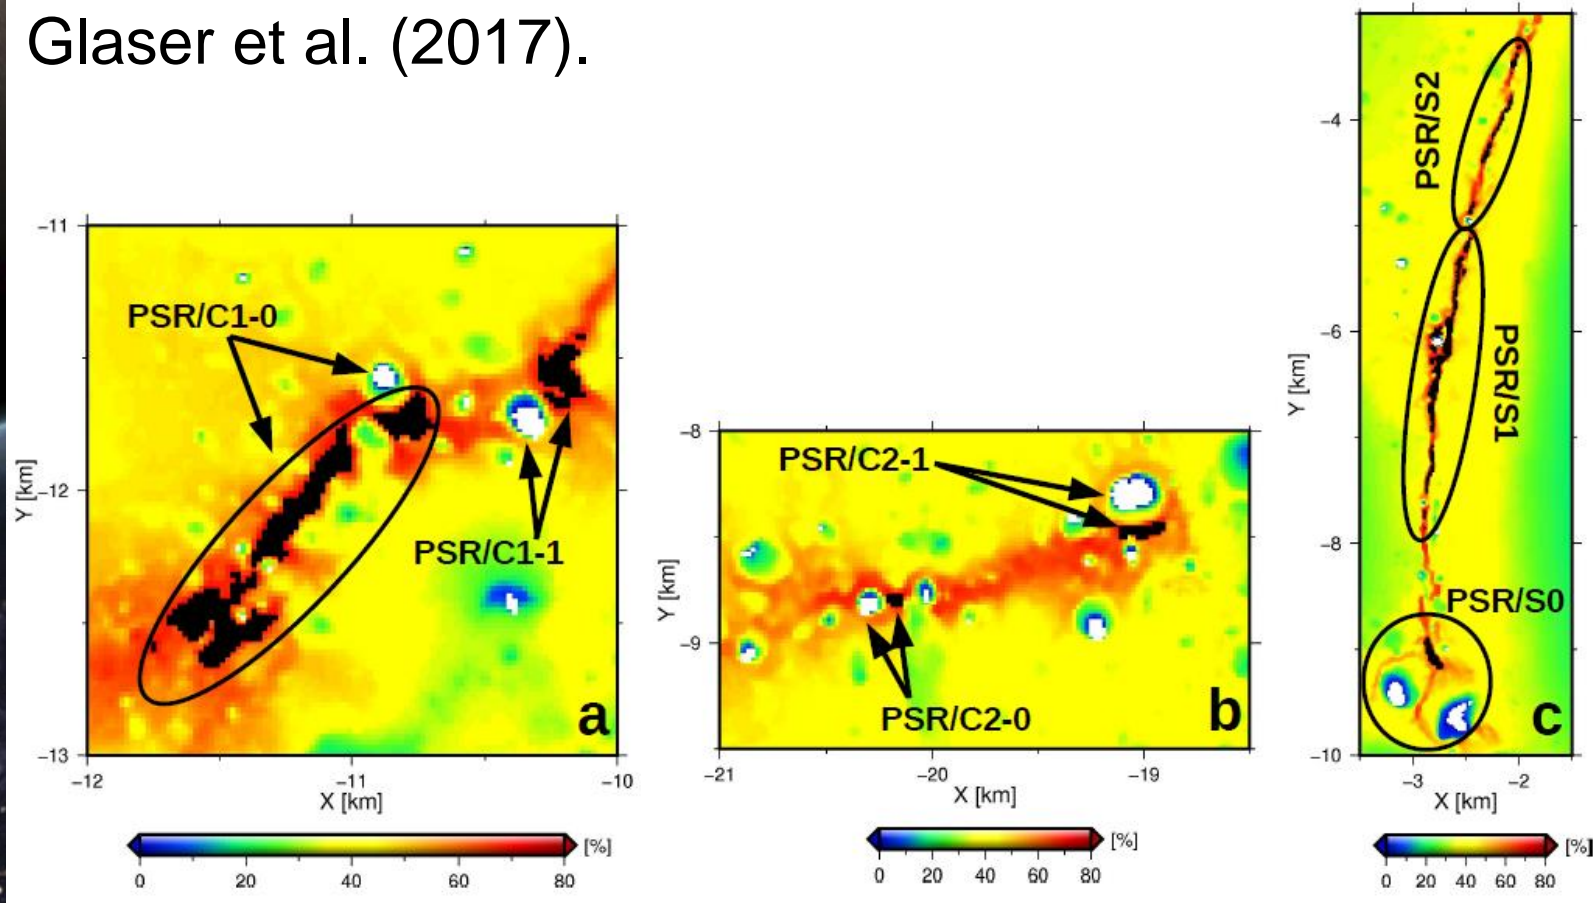 Glaser et al. (2017).
−11
−12
−13
Y [km]
PSR/C1-0
PSR/C1-1
a
−12
−11
−10
X [km]
0
20
40
60
80
[%]
−8
−9
Y [km]
PSR/C2-1
PSR/C2-0
b
−21
−20
−19
X [km]
0
20
40
60
80
[%]
−4
−6
−8
−10
Y [km]
PSR/S2
PSR/S1
PSR/S0
c
−3
−2
X [km]
0
20
40
60
80
[%]